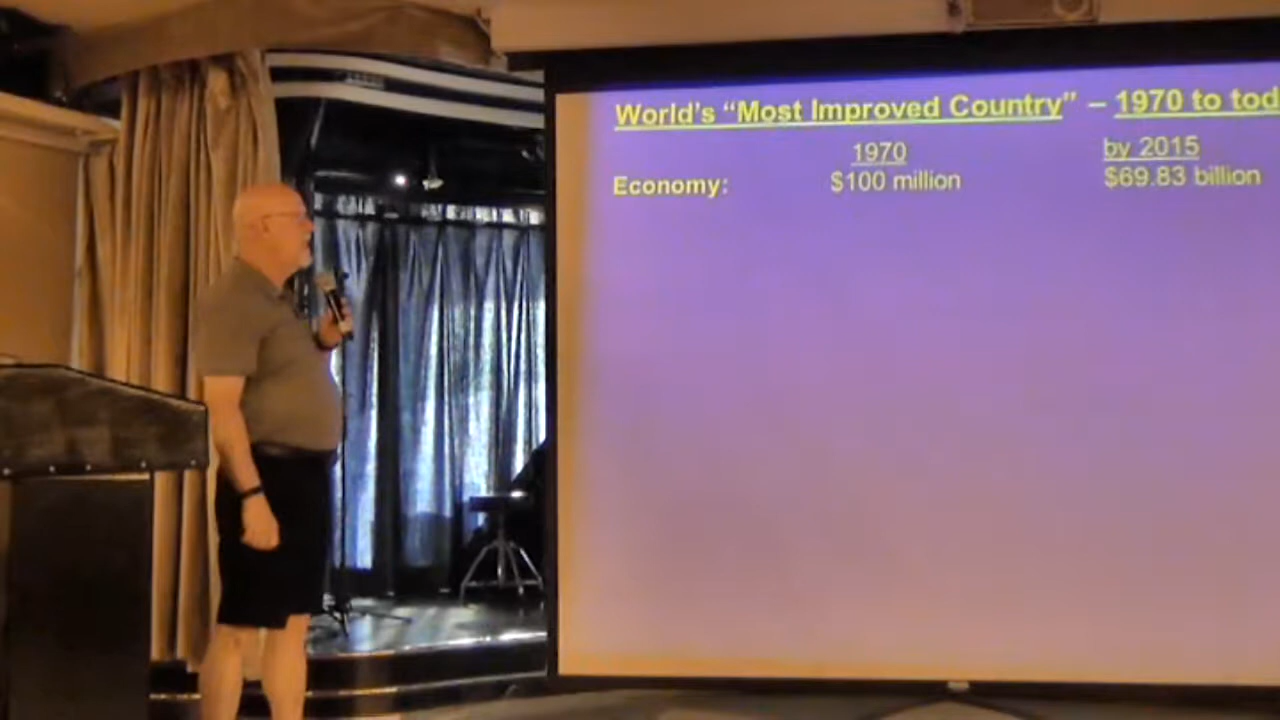 World's "Most Improved Country" – 1970 to tod
1970 by 2015
Economy: $100 million $69.83 billion